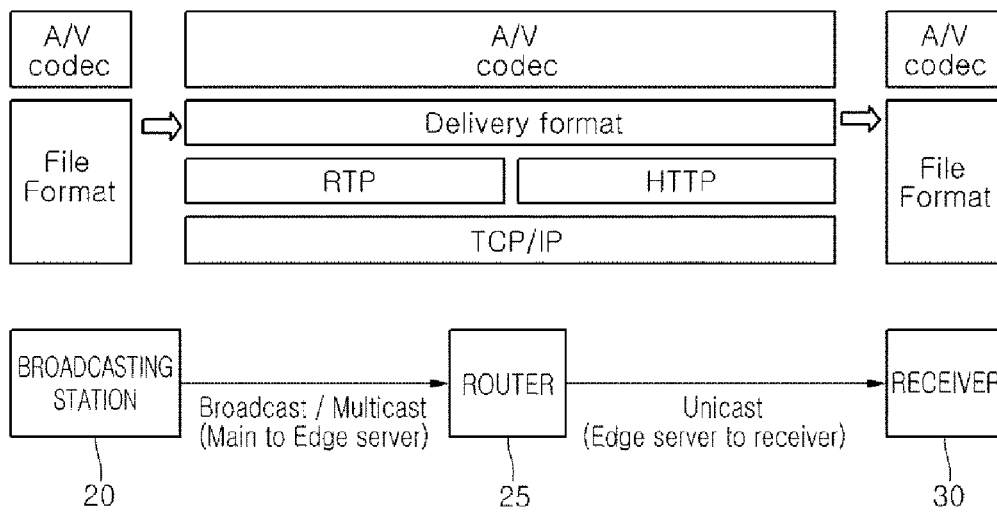 A/V
codec
A/V
codec
A/V
codec
File
Format
Delivery format
RTP
HTTP
TCP/IP
File
Format
BROADCASTING
STATION
Broadcast / Multicast
(Main to Edge server)
ROUTER
Unicast
(Edge server to receiver)
RECEIVER
20
25
30